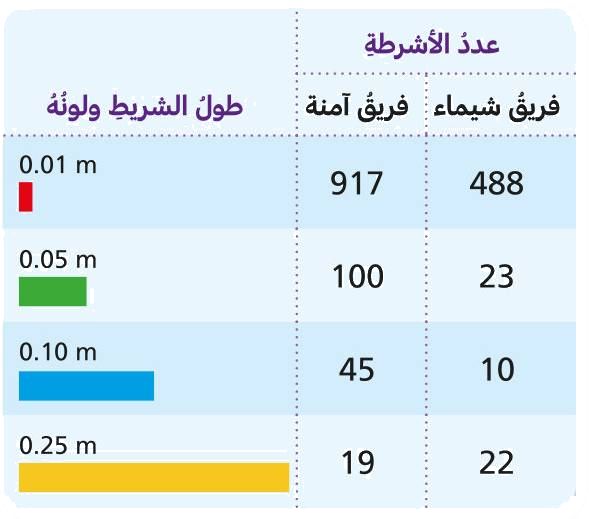 عددُ الأشرطةِ
فريقُ شيماء فريقُ آمنة طولُ الشريطِ ولونُهُ
488 917 0.01 m
23 100 0.05 m
10 45 0.10 m
22 19 0.25 m